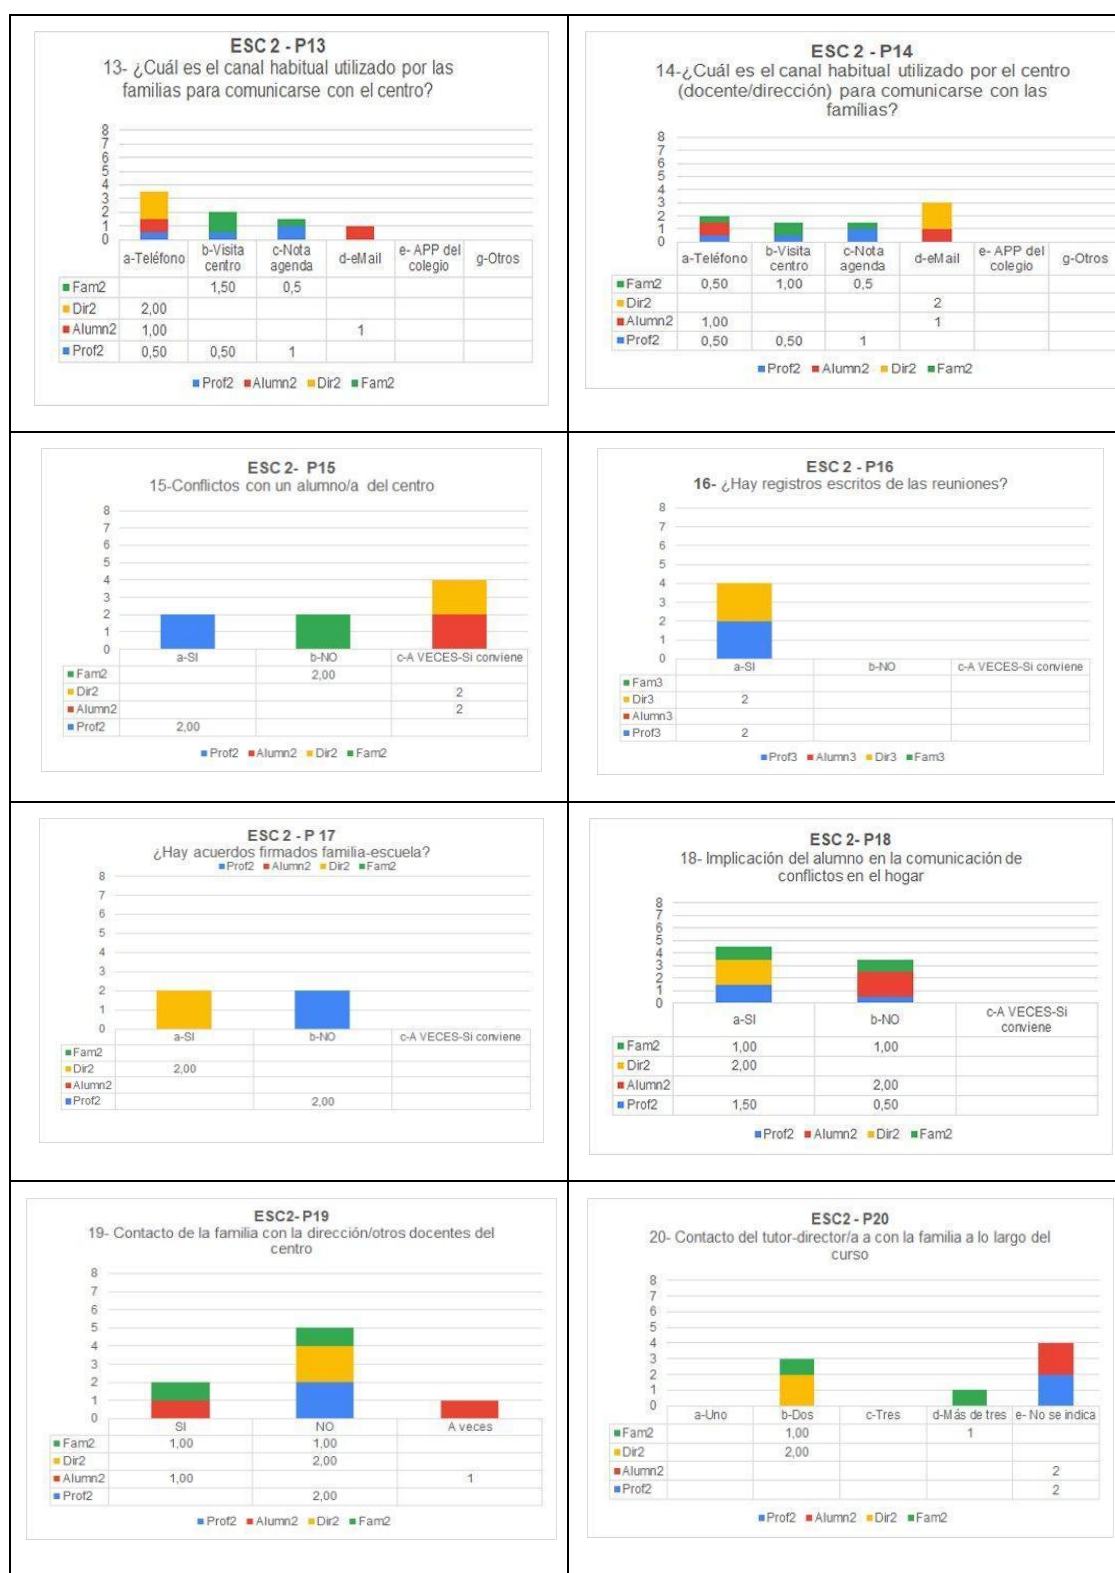 ESC 2 - P13
13- ¿Cuál es el canal habitual utilizado por las
familias para comunicarse con el centro?
8
7
6
5
4
3
2
1
0
a-Teléfono b-Visita centro c-Nota agenda d-eMail e- APP del colegio g-Otros
Fam2 1,50 0,5
Dir2 2,00
Alumn2 1,00 1
Prof2 0,50 0,50 1
Prof2 Alumn2 Dir2 Fam2
ESC 2 - P14
14-¿Cuál es el canal habitual utilizado por el centro
(docente/dirección) para comunicarse con las
famílias?
8
7
6
5
4
3
2
1
0
a-Teléfono b-Visita centro c-Nota agenda d-eMail e- APP del colegio g-Otros
Fam2 0,50 1,00 0,5
Dir2 2
Alumn2 1,00 1
Prof2 0,50 0,50 1
Prof2 Alumn2 Dir2 Fam2
ESC 2- P15
15-Conflictos con un alumno/a del centro
8
7
6
5
4
3
2
1
0
a-SI b-NO c-A VECES-Si conviene
Fam2 2,00
Dir2 2
Alumn2 2
Prof2 2,00
Prof2 Alumn2 Dir2 Fam2
ESC 2 - P16
16- ¿Hay registros escritos de las reuniones?
8
7
6
5
4
3
2
1
0
a-SI b-NO c-A VECES-Si conviene
Fam3
Dir3 2
Alumn3
Prof3 2
Prof3 Alumn3 Dir3 Fam3
ESC 2 - P 17
¿Hay acuerdos firmados familia-escuela?
Prof2 Alumn2 Dir2 Fam2
8
7
6
5
4
3
2
1
0
a-SI b-NO c-A VECES-Si conviene
Fam2
Dir2 2,00
Alumn2
Prof2 2,00
ESC 2- P18
18- Implicación del alumno en la comunicación de
conflictos en el hogar
8
7
6
5
4
3
2
1
0
a-SI b-NO c-A VECES-Si conviene
Fam2 1,00 1,00
Dir2 2,00
Alumn2 2,00
Prof2 1,50 0,50
Prof2 Alumn2 Dir2 Fam2
ESC2- P19
19- Contacto de la familia con la dirección/otros docentes del
centro
8
7
6
5
4
3
2
1
0
SI NO A veces
Fam2 1,00 1,00
Dir2 2,00
Alumn2 1,00 1
Prof2 2,00
Prof2 Alumn2 Dir2 Fam2
ESC2 - P20
20- Contacto del tutor-director/a a con la familia a lo largo del
curso
8
7
6
5
4
3
2
1
0
a-Uno b-Dos c-Tres d-Más de tres e- No se indica
Fam2 1,00 1
Dir2 2,00
Alumn2 2
Prof2 2
Prof2 Alumn2 Dir2 Fam2